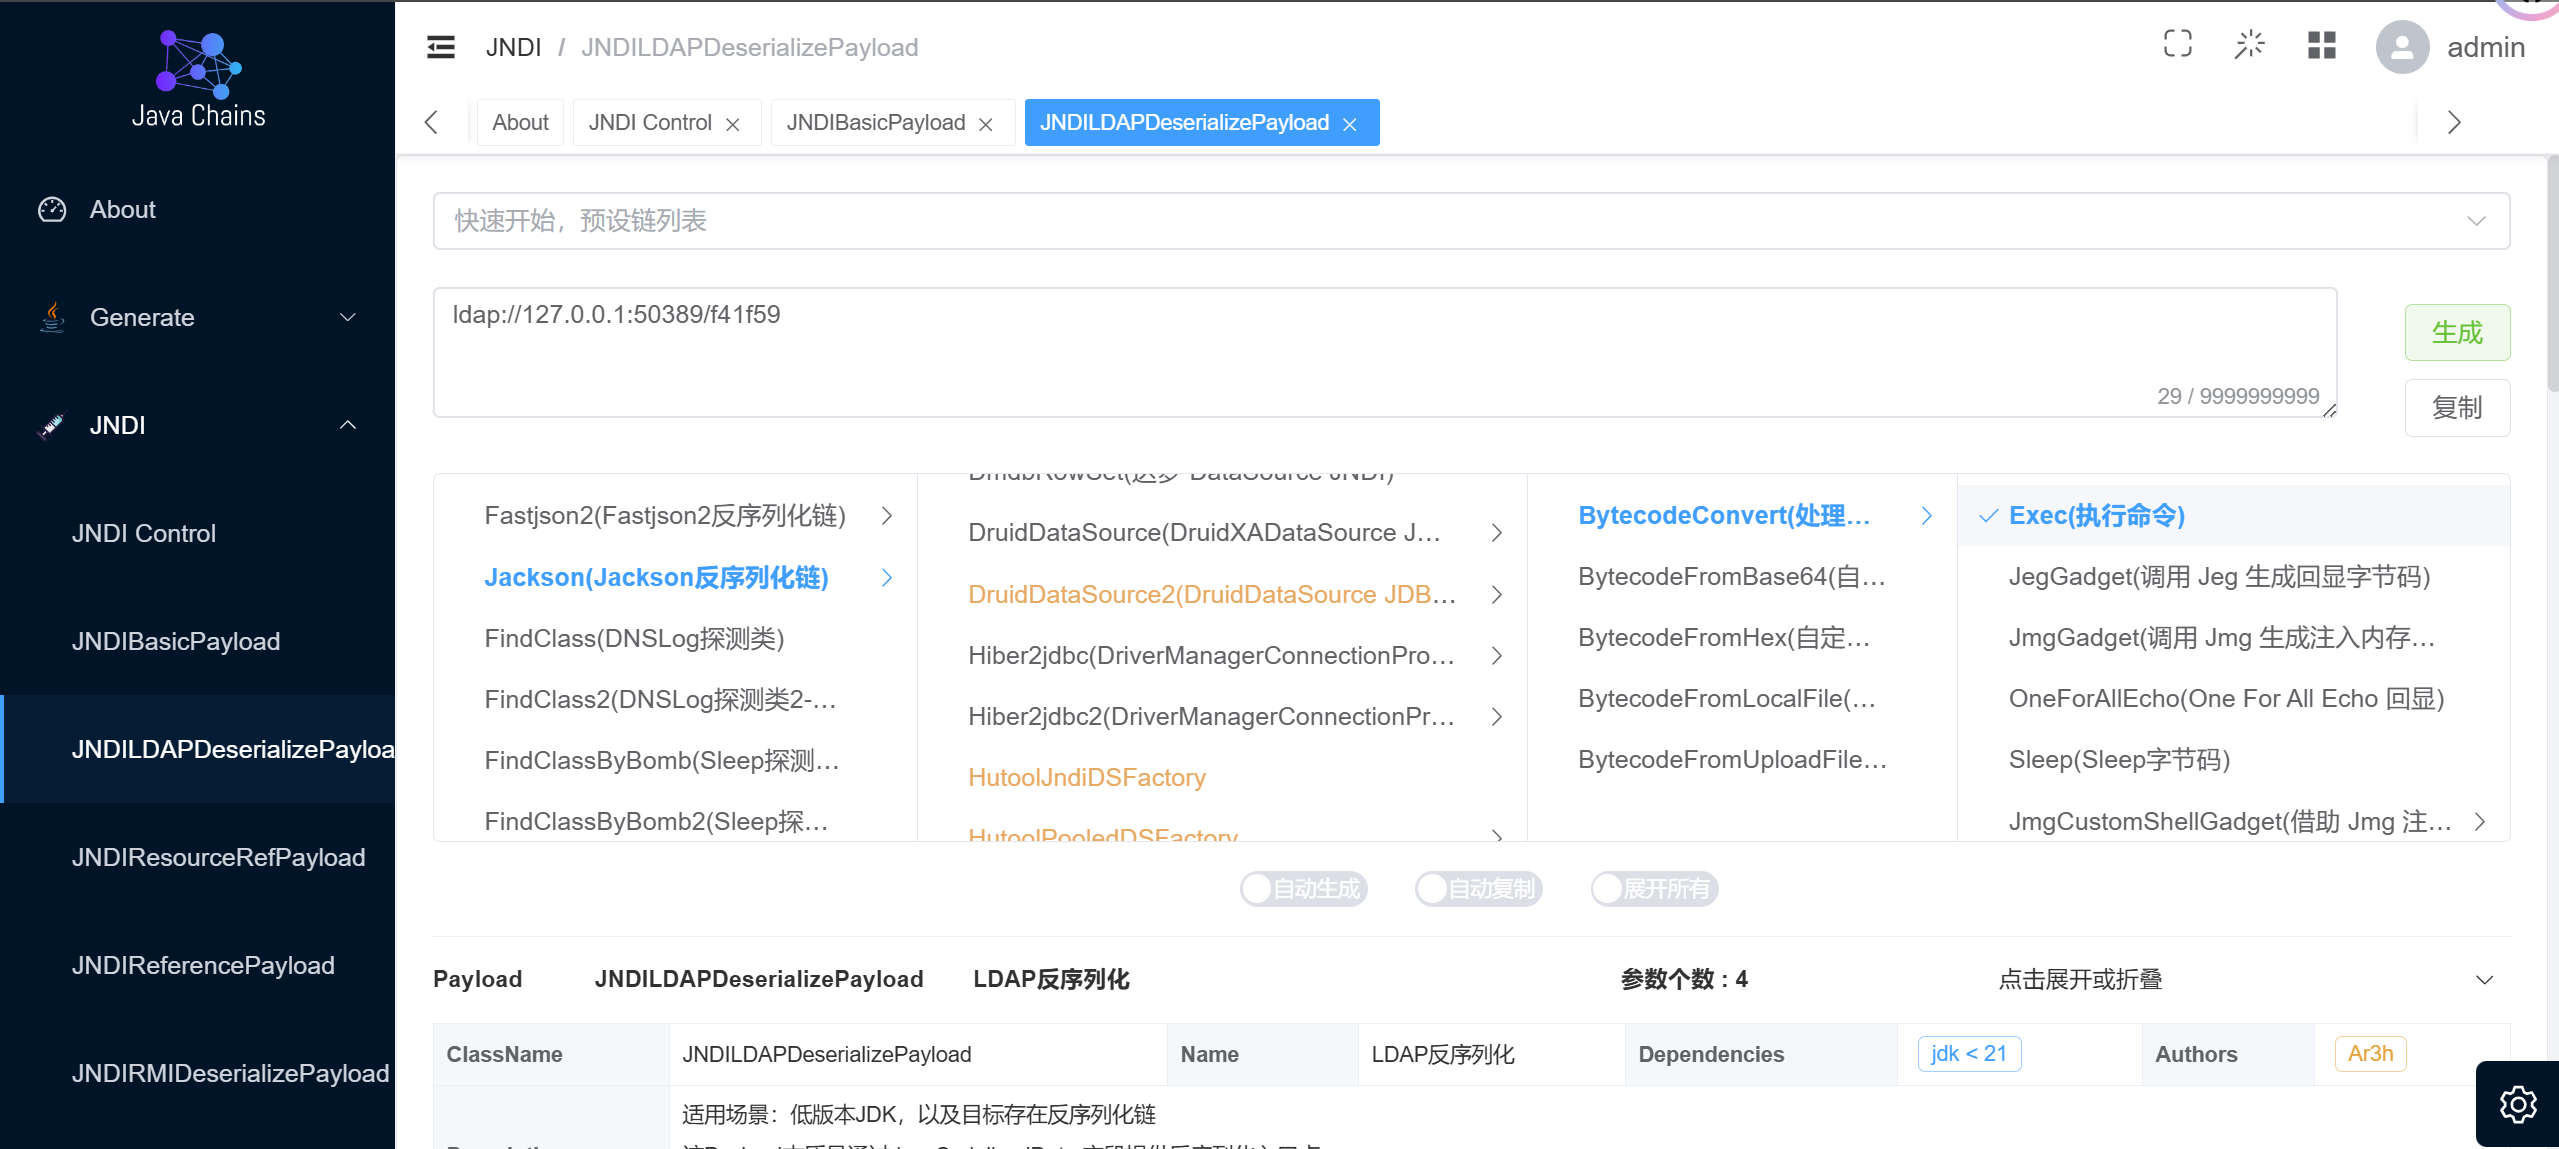 Java Chains
About
Generate
JNDI
JNDI Control
JNDIBasicPayload
JNDILDAPDeserializePayloa
JNDIResourceRefPayload
JNDIReferencePayload
JNDIRMIDeserializePayload
JNDI / JNDILDAPDeserializePayload
admin
About
JNDI Control
JNDIBasicPayload
JNDILDAPDeserializePayload
快速开始，预设链列表
ldap://127.0.0.1:50389/f41f59
29 / 9999999999
生成
复制
Fastjson2(Fastjson2反序列化链)
Jackson(Jackson反序列化链)
FindClass(DNSLog探测类)
FindClass2(DNSLog探测类2-...
FindClassByBomb(Sleep探测...
FindClassByBomb2(Sleep探...
DmdbRowSet(达梦 DataSource JNDI)
DruidDataSource(DruidXADataSource J...
DruidDataSource2(DruidDataSource JDB...
Hiber2jdbc(DriverManagerConnectionPro...
Hiber2jdbc2(DriverManagerConnectionPr...
HutoolJndiDSFactory
HutoolPooledDSFactory
BytecodeConvert(处理...
BytecodeFromBase64(自...
BytecodeFromHex(自定...
BytecodeFromLocalFile(...
BytecodeFromUploadFile...
Exec(执行命令)
JegGadget(调用 Jeg 生成回显字节码)
JmgGadget(调用 Jmg 生成注入内存...
OneForAllEcho(One For All Echo 回显)
Sleep(Sleep字节码)
JmgCustomShellGadget(借助 Jmg 注...
自动生成
自动复制
展开所有
Payload JNDILDAPDeserializePayload LDAP反序列化 参数个数 : 4 点击展开或折叠
ClassName JNDILDAPDeserializePayload Name LDAP反序列化 Dependencies jdk < 21 Authors Ar3h
适用场景：低版本JDK，以及目标存在反序列化链